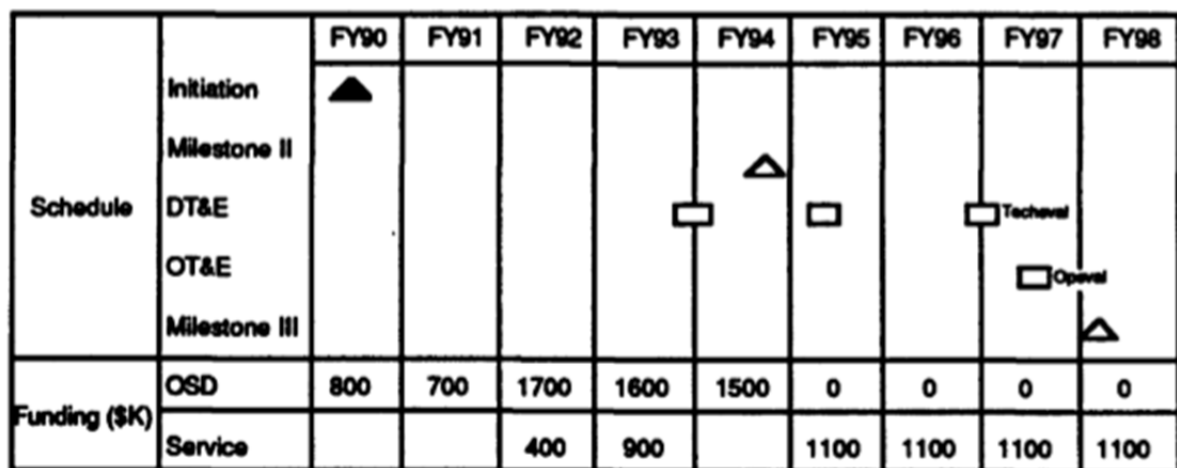 FY90 FY91 FY92 FY93 FY94 FY95 FY96 FY97 FY98
Initiation
Milestone II
Schedule DT&E Techeval
OT&E Opeval
Milestone III
OSD 800 700 1700 1600 1500 0 0 0 0
Funding ($K)
Service 400 900 1100 1100 1100 1100